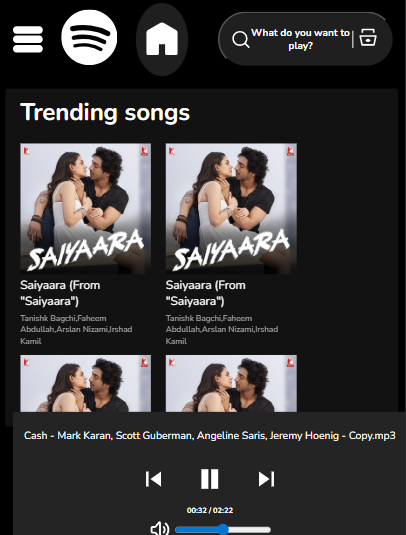 What do you want to
play?
Trending songs
SAIYAARA
SAIYAARA
Saiyaara (From
"Saiyaara")
Saiyaara (From
"Saiyaara")
Tanishk Bagchi,Faheem
Abdullah,Arslan Nizami,Irshad
Kamil
Tanishk Bagchi,Faheem
Abdullah,Arslan Nizami,Irshad
Kamil
Cash - Mark Karan, Scott Guberman, Angeline Saris, Jeremy Hoenig - Copy.mp3
00:32 / 02:22